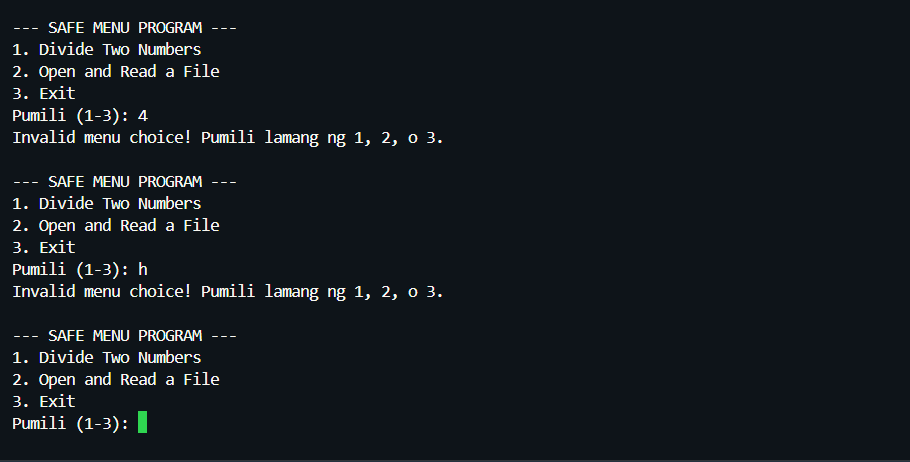 --- SAFE MENU PROGRAM ---
1. Divide Two Numbers
2. Open and Read a File
3. Exit
Pumili (1-3): 4
Invalid menu choice! Pumili lamang ng 1, 2, o 3.

--- SAFE MENU PROGRAM ---
1. Divide Two Numbers
2. Open and Read a File
3. Exit
Pumili (1-3): h
Invalid menu choice! Pumili lamang ng 1, 2, o 3.

--- SAFE MENU PROGRAM ---
1. Divide Two Numbers
2. Open and Read a File
3. Exit
Pumili (1-3):